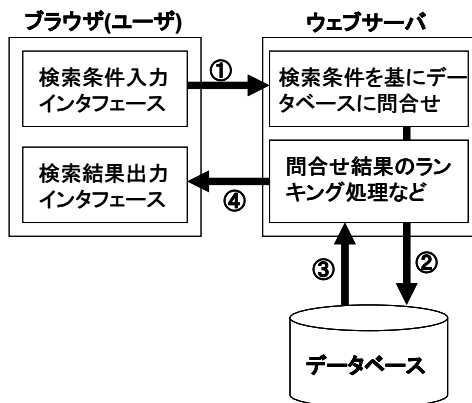 ブラウザ(ユーザ)
ウェブサーバ
検索条件入力
インタフェース
①
検索条件を基にデー
タベースに問合せ
検索結果出力
インタフェース
④
問合せ結果のラン
キング処理など
③
②
データベース